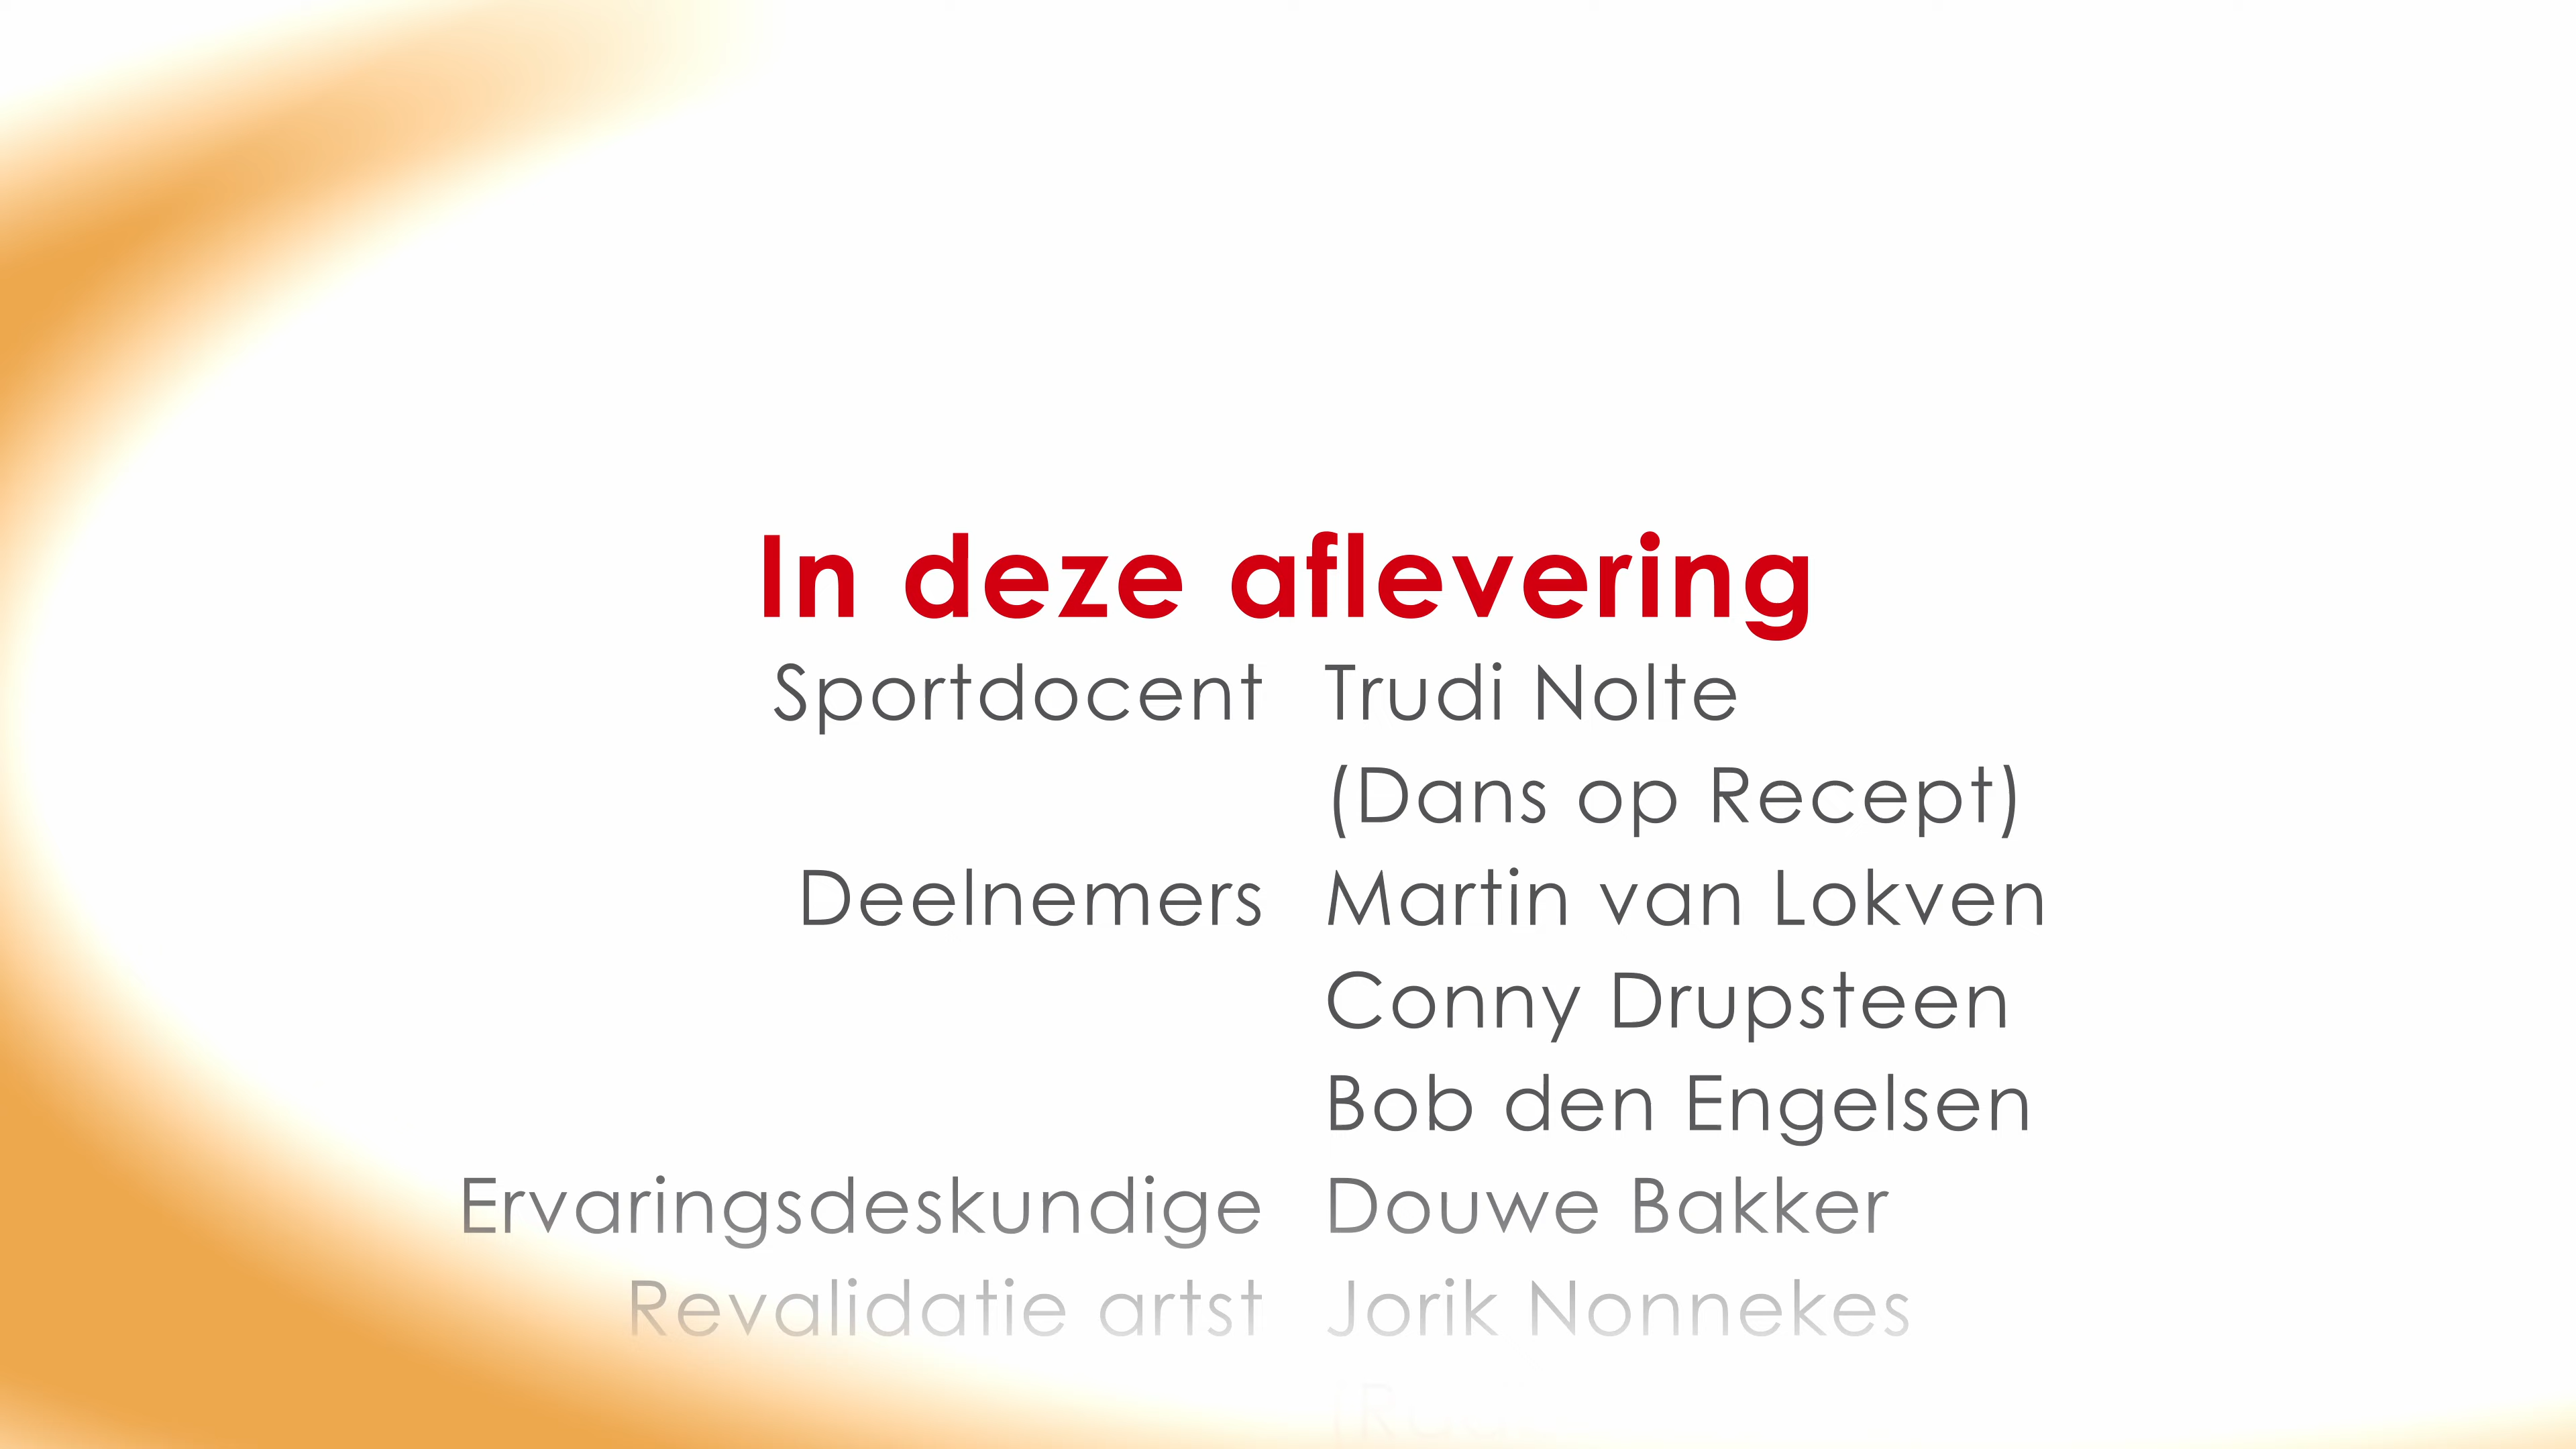 In deze aflevering
Sportdocent Trudi Nolte
(Dans op Recept)
Deelnemers Martin van Lokven
Conny Drupsteen
Bob den Engelsen
Ervaringsdeskundige Douwe Bakker
Revalidatie artst Jorik Nonnekes